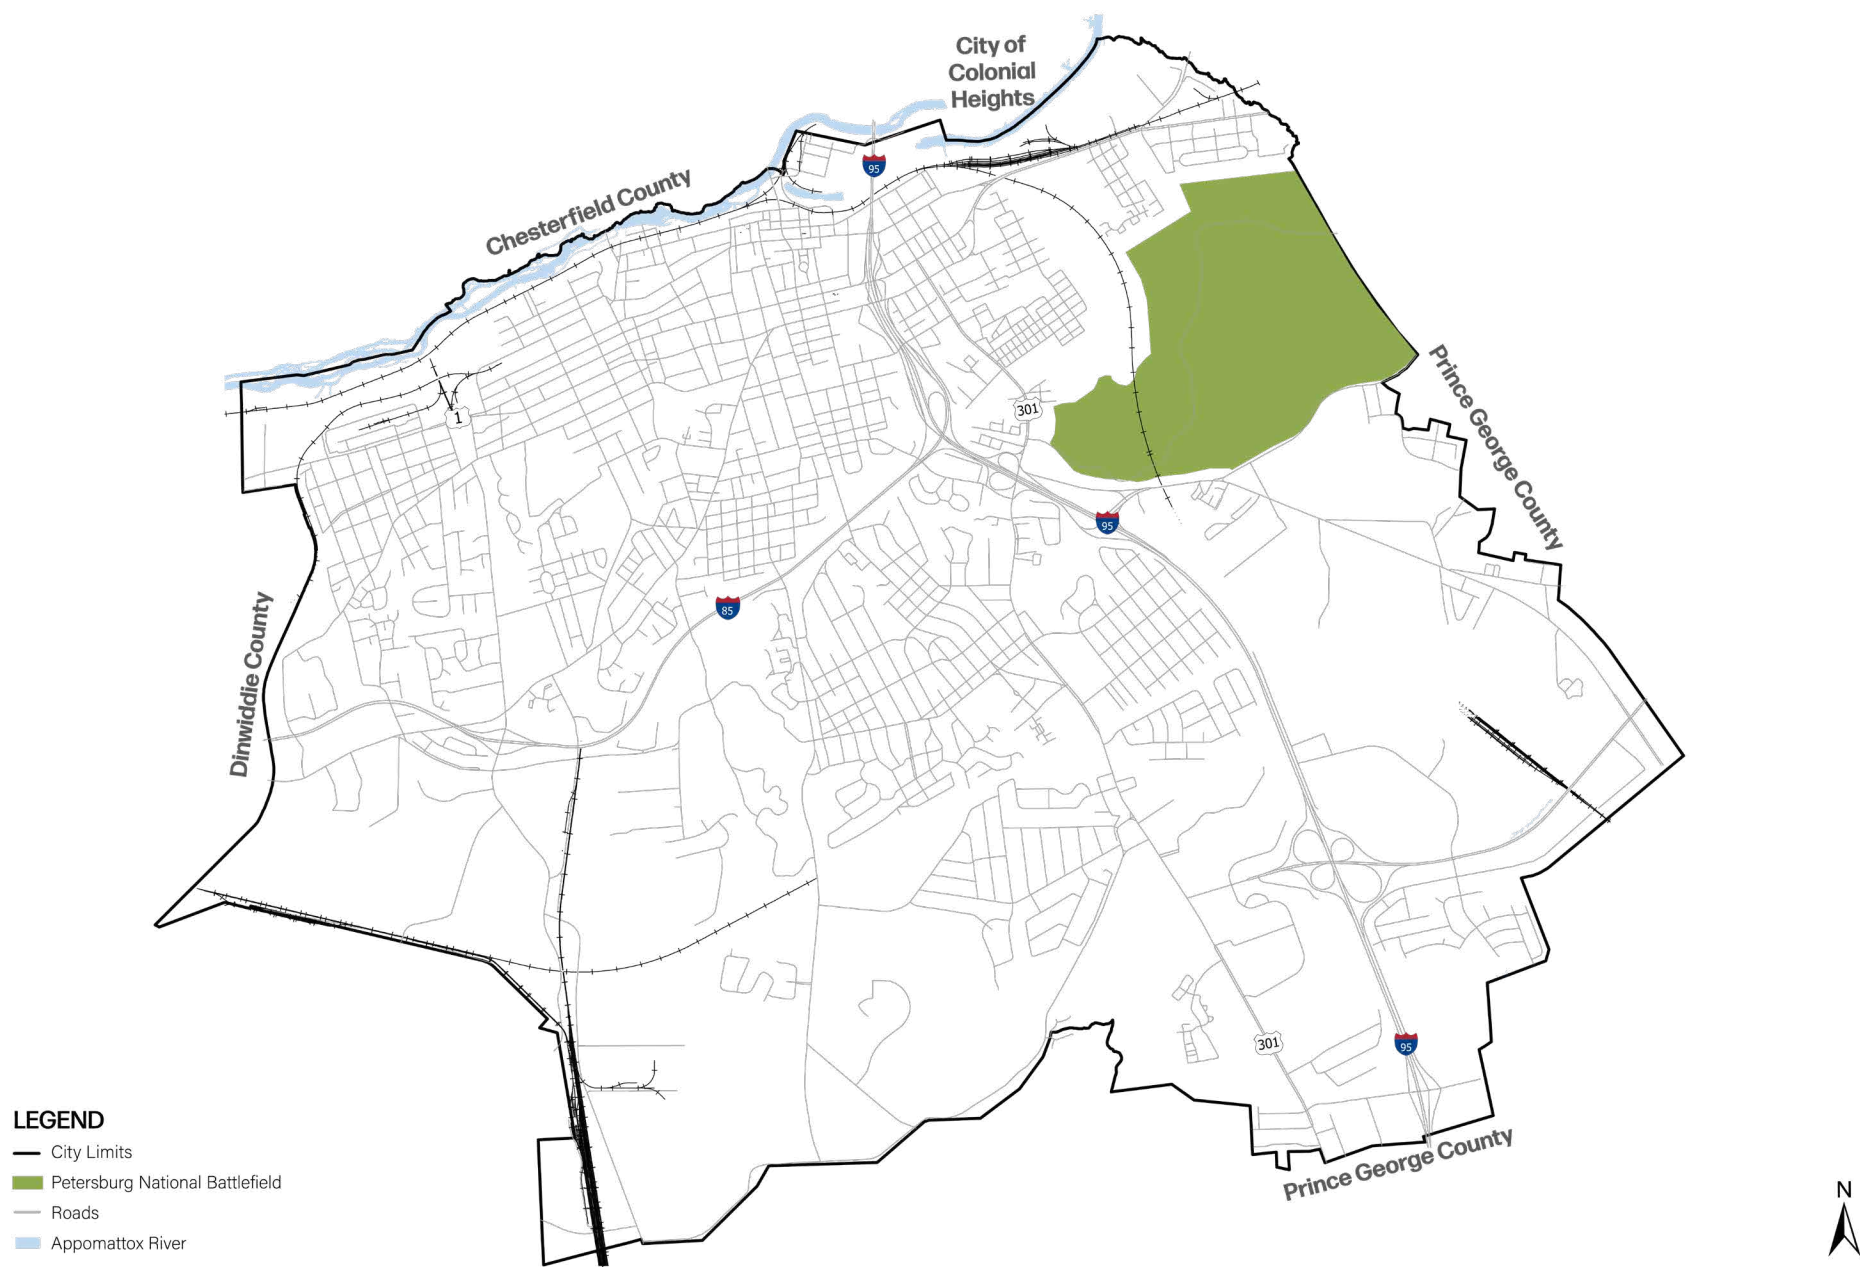 City of
Colonial
Heights
Chesterfield County
95
Prince George County
301
1
95
85
Dinwiddie County
301
95
Prince George County
LEGEND
City Limits
Petersburg National Battlefield
Roads
Appomattox River
N